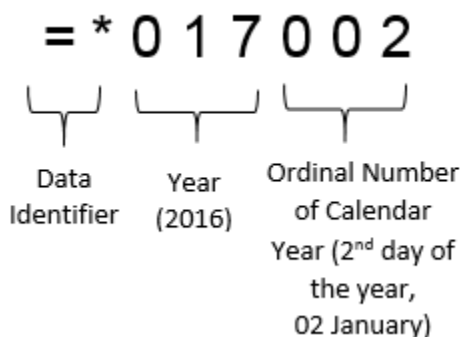 = * 0 1 7 0 0 2
Data
Identifier
Year
(2016)
Ordinal Number
of Calendar
Year (2nd day of
the year,
02 January)